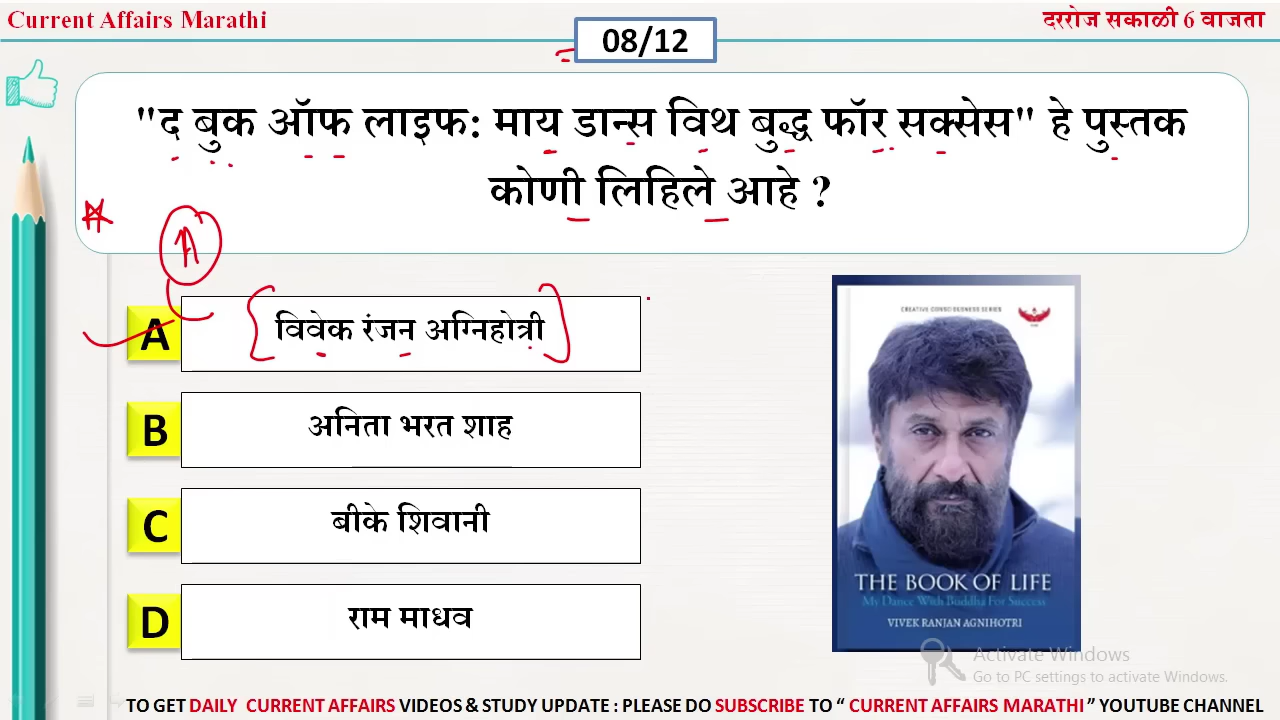 Current Affairs Marathi
दररोज सकाळी 6 वाजता
08/12
"द बुक ऑफ लाइफ: माय डान्स विथ बुद्ध फॉर सक्सेस" हे पुस्तक
कोणी लिहिले आहे ?
A विवेक रंजन अग्निहोत्री
B अनिता भरत शाह
C बीके शिवानी
D राम माधव
CREATIVE CONSCIOUSNESS SERIES
THE BOOK OF LIFE
My Dance With Buddha For Success
VIVEK RANJAN AGNIHOTRI
Activate Windows
Go to PC settings to activate Windows.
TO GET DAILY CURRENT AFFAIRS VIDEOS & STUDY UPDATE : PLEASE DO SUBSCRIBE TO “ CURRENT AFFAIRS MARATHI ” YOUTUBE CHANNEL